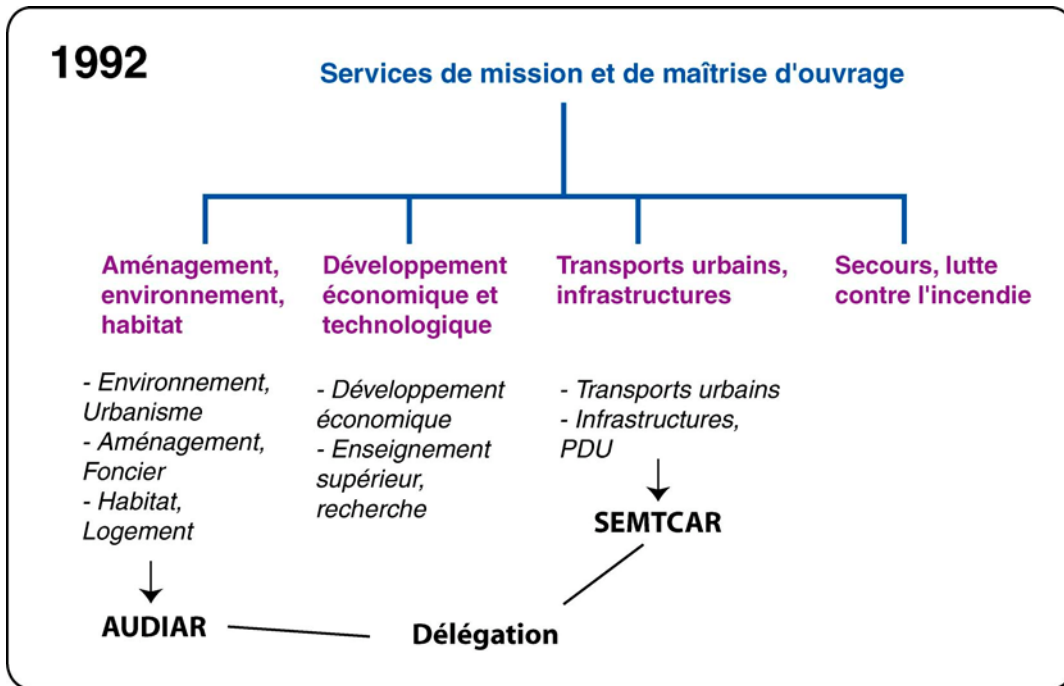 1992
Services de mission et de maîtrise d'ouvrage
Aménagement,
environnement,
habitat
- Environnement,
Urbanisme
- Aménagement,
Foncier
- Habitat,
Logement
AUDIAR
Développement
économique et
technologique
- Développement
économique
- Enseignement
supérieur,
recherche
Transports urbains,
infrastructures
- Transports urbains
- Infrastructures,
PDU
SEMTCAR
Secours, lutte
contre l'incendie
Délégation